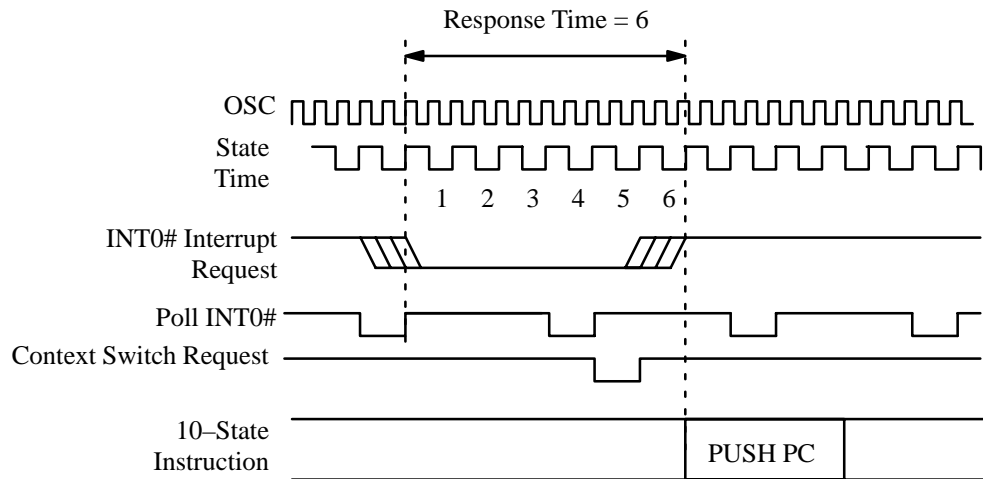 Response Time = 6
OSC
State
Time
1 2 3 4 5 6
INT0# Interrupt
Request
Poll INT0#
Context Switch Request
10–State
Instruction
PUSH PC